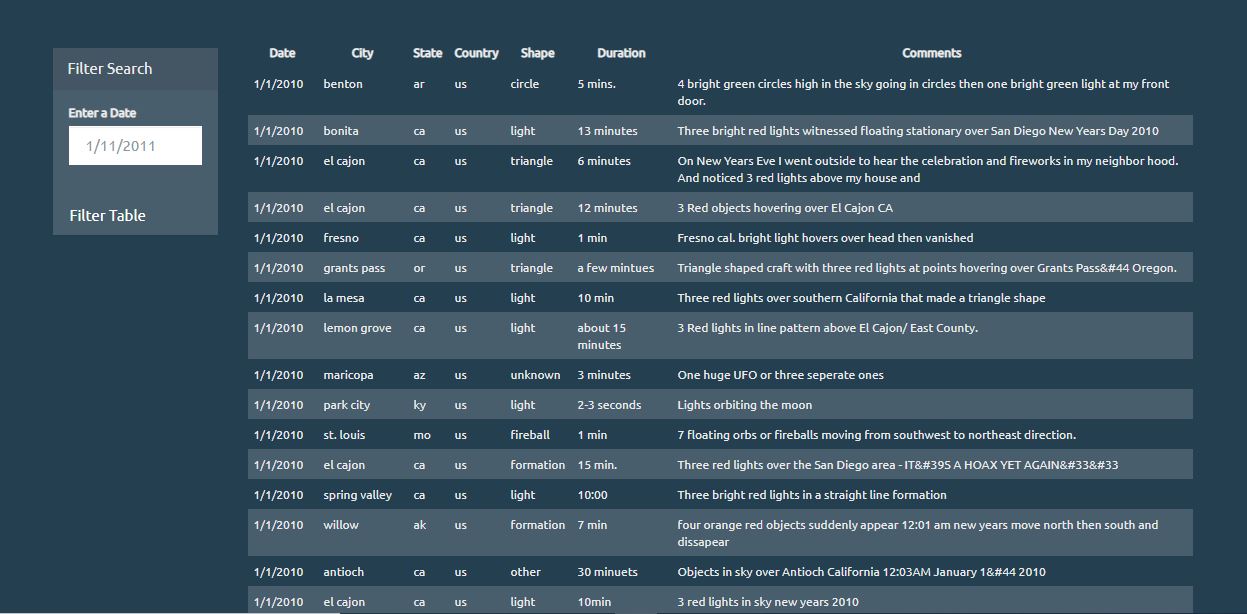 Filter Search
Enter a Date
1/11/2011
Filter Table
Date City State Country Shape Duration Comments
1/1/2010 benton ar us circle 5 mins. 4 bright green circles high in the sky going in circles then one bright green light at my front
door.
1/1/2010 bonita ca us light 13 minutes Three bright red lights witnessed floating stationary over San Diego New Years Day 2010
1/1/2010 el cajon ca us triangle 6 minutes On New Years Eve I went outside to hear the celebration and fireworks in my neighbor hood.
And noticed 3 red lights above my house and
1/1/2010 el cajon ca us triangle 12 minutes 3 Red objects hovering over El Cajon CA
1/1/2010 fresno ca us light 1 min Fresno cal. bright light hovers over head then vanished
1/1/2010 grants pass or us triangle a few mintues Triangle shaped craft with three red lights at points hovering over Grants Pass&#44 Oregon.
1/1/2010 la mesa ca us light 10 min Three red lights over southern California that made a triangle shape
1/1/2010 lemon grove ca us light about 15 3 Red lights in line pattern above El Cajon/ East County.
minutes
1/1/2010 maricopa az us unknown 3 minutes One huge UFO or three seperate ones
1/1/2010 park city ky us light 2-3 seconds Lights orbiting the moon
1/1/2010 st. louis mo us fireball 1 min 7 floating orbs or fireballs moving from southwest to northeast direction.
1/1/2010 el cajon ca us formation 15 min. Three red lights over the San Diego area - IT&#39S A HOAX YET AGAIN&#33&#33
1/1/2010 spring valley ca us light 10:00 Three bright red lights in a straight line formation
1/1/2010 willow ak us formation 7 min four orange red objects suddenly appear 12:01 am new years move north then south and
dissapear
1/1/2010 antioch ca us other 30 minuets Objects in sky over Antioch California 12:03AM January 1&#44 2010
1/1/2010 el cajon ca us light 10min 3 red lights in sky new years 2010